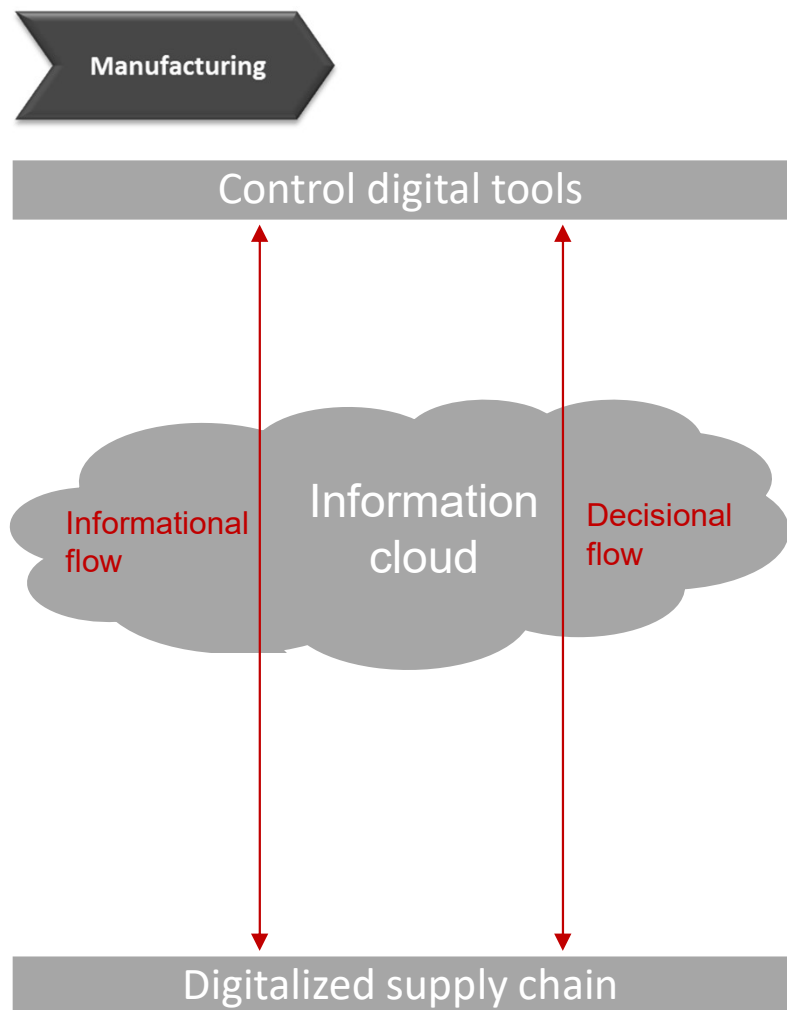 Manufacturing
Control digital tools
Informational
flow
Information
cloud
Decisional
flow
Digitalized supply chain